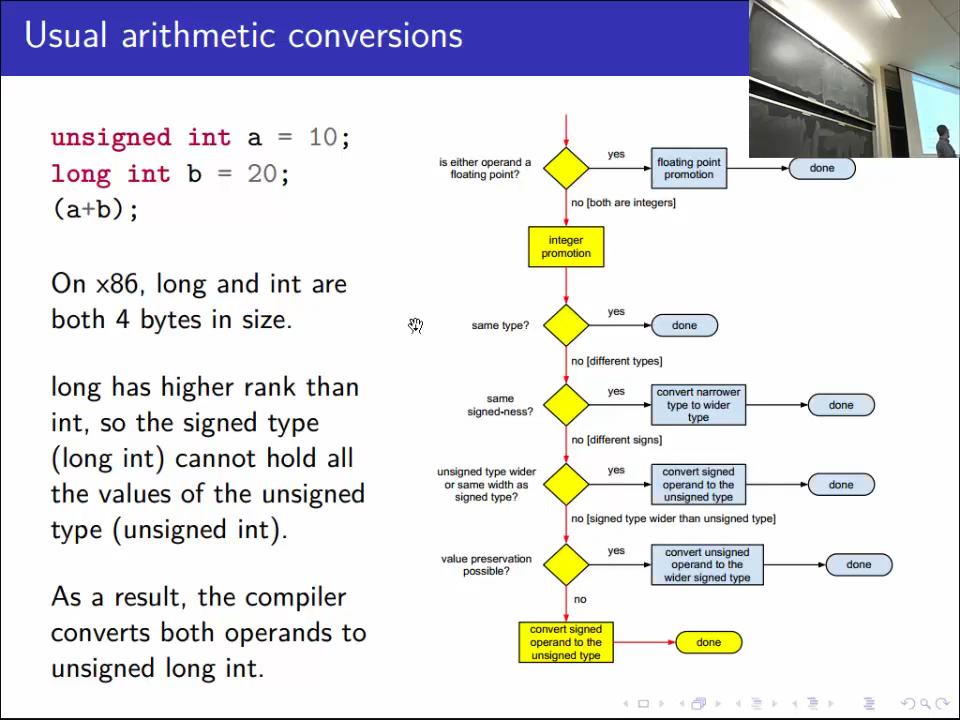 Usual arithmetic conversions
unsigned int a = 10;
long int b = 20;
(a+b);
On x86, long and int are
both 4 bytes in size.
long has higher rank than
int, so the signed type
(long int) cannot hold all
the values of the unsigned
type (unsigned int).
As a result, the compiler
converts both operands to
unsigned long int.
is either operand a
floating point?
yes
floating point
promotion
done
no [both are integers]
integer
promotion
same type?
yes
done
no [different types]
same
signed-ness?
yes
convert narrower
type to wider
type
done
no [different signs]
unsigned type wider
or same width as
signed type?
yes
convert signed
operand to the
unsigned type
done
no [signed type wider than unsigned type]
value preservation
possible?
yes
convert unsigned
operand to the
wider signed type
done
no
convert signed
operand to the
unsigned type
done